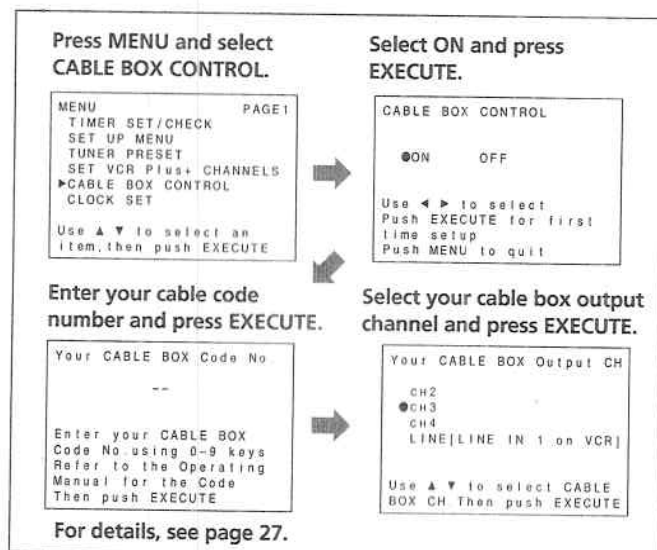 Press MENU and select
CABLE BOX CONTROL.
MENU PAGE1
TIMER SET/CHECK
SET UP MENU
TUNER PRESET
SET VCR Plus+ CHANNELS
▶CABLE BOX CONTROL
CLOCK SET
Use ▲ ▼ to select an
item,then push EXECUTE
Select ON and press
EXECUTE.
CABLE BOX CONTROL
●ON OFF
Use ◀ ▶ to select
Push EXECUTE for first
time setup
Push MENU to quit
Enter your cable code
number and press EXECUTE.
Your CABLE BOX Code No.
--
Enter your CABLE BOX
Code No.using 0-9 keys
Refer to the Operating
Manual for the Code
Then push EXECUTE
Select your cable box output
channel and press EXECUTE.
Your CABLE BOX Output CH
CH2
●CH3
CH4
LINE[LINE IN 1 on VCR]
Use ▲ ▼ to select CABLE
BOX CH Then push EXECUTE
For details, see page 27.